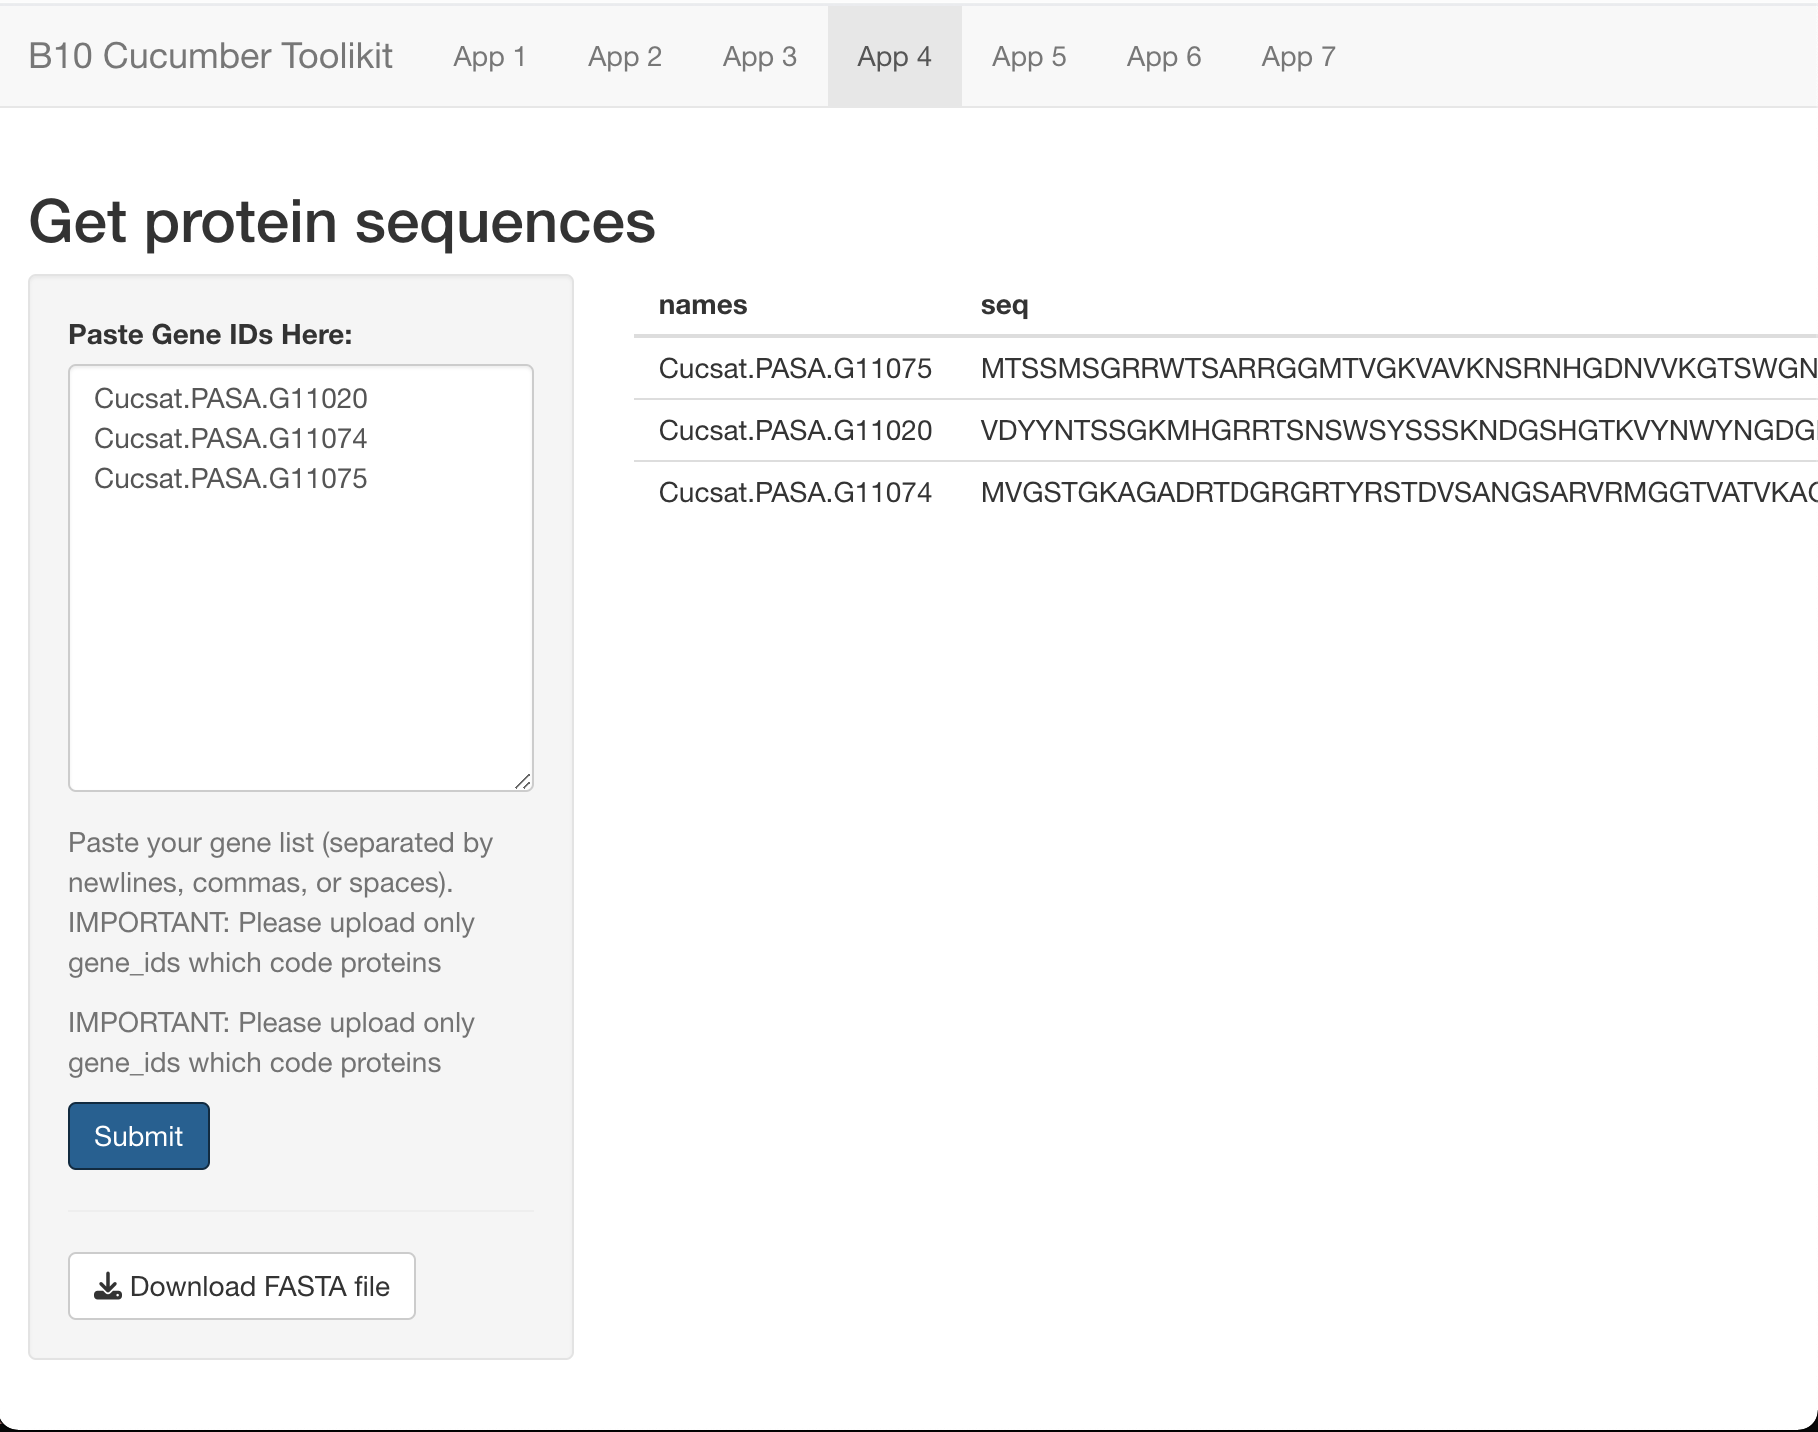 B10 Cucumber Toolikit App 1 App 2 App 3 App 4 App 5 App 6 App 7
Get protein sequences
Paste Gene IDs Here:
Cucsat.PASA.G11020
Cucsat.PASA.G11074
Cucsat.PASA.G11075
Paste your gene list (separated by
newlines, commas, or spaces).
IMPORTANT: Please upload only
gene_ids which code proteins
IMPORTANT: Please upload only
gene_ids which code proteins
Submit
Download FASTA file
names seq
Cucsat.PASA.G11075 MTSSMSGRRWTSARRGGMTVGKVAVKNSRNHGDNVVKGTSWGN
Cucsat.PASA.G11020 VDYYNTSSGKMHGRRTSNSWSYSSSKNDGSHGTKVYNWYNGDG
Cucsat.PASA.G11074 MVGSTGKAGADRTDGRGRTYRSTDVSANGSARVRMGGTVATVKA